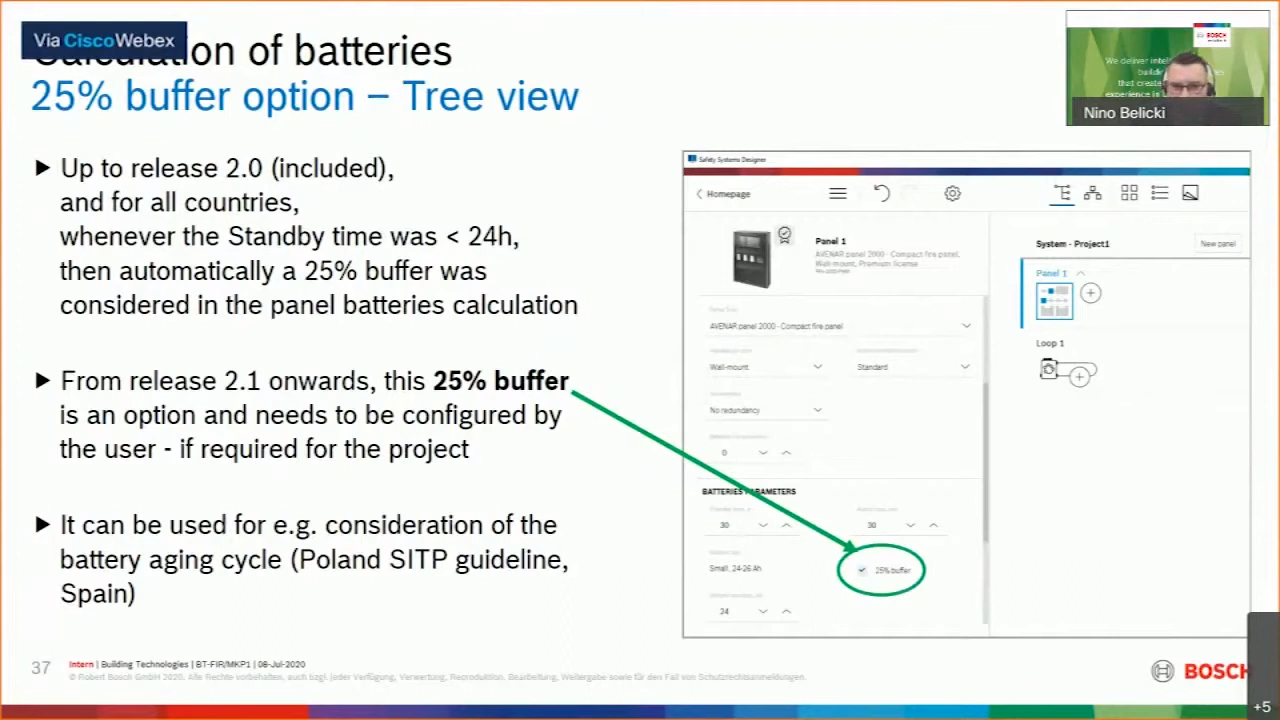 Via CiscoWebex
Calculation of batteries
25% buffer option – Tree view
Up to release 2.0 (included),
and for all countries,
whenever the Standby time was < 24h,
then automatically a 25% buffer was
considered in the panel batteries calculation
From release 2.1 onwards, this 25% buffer
is an option and needs to be configured by
the user - if required for the project
It can be used for e.g. consideration of the
battery aging cycle (Poland SITP guideline,
Spain)
BOSCH
We deliver
that create
experience in
Nino Belicki
Safety Systems Designer
Homepage
Panel 1
AVENAR panel 2000 - Compact fire panel,
Wall-mount, Premium license
System - Project1
New panel
Panel 1
Loop 1
AVENAR panel 2000 - Compact fire panel
Wall-mount
Standard
No redundancy
0
BATTERIES PARAMETERS
30
30
Small, 24-26 Ah
25% buffer
24
37
Intern | Building Technologies | BT-FIR/MKP1 | 08-Jul-2020
© Robert Bosch GmbH 2020. Alle Rechte vorbehalten, auch bzgl. jeder Verfügung, Verwertung, Reproduktion, Bearbeitung, Weitergabe sowie für den Fall von Schutzrechtsanmeldungen.
BOSCH
+5